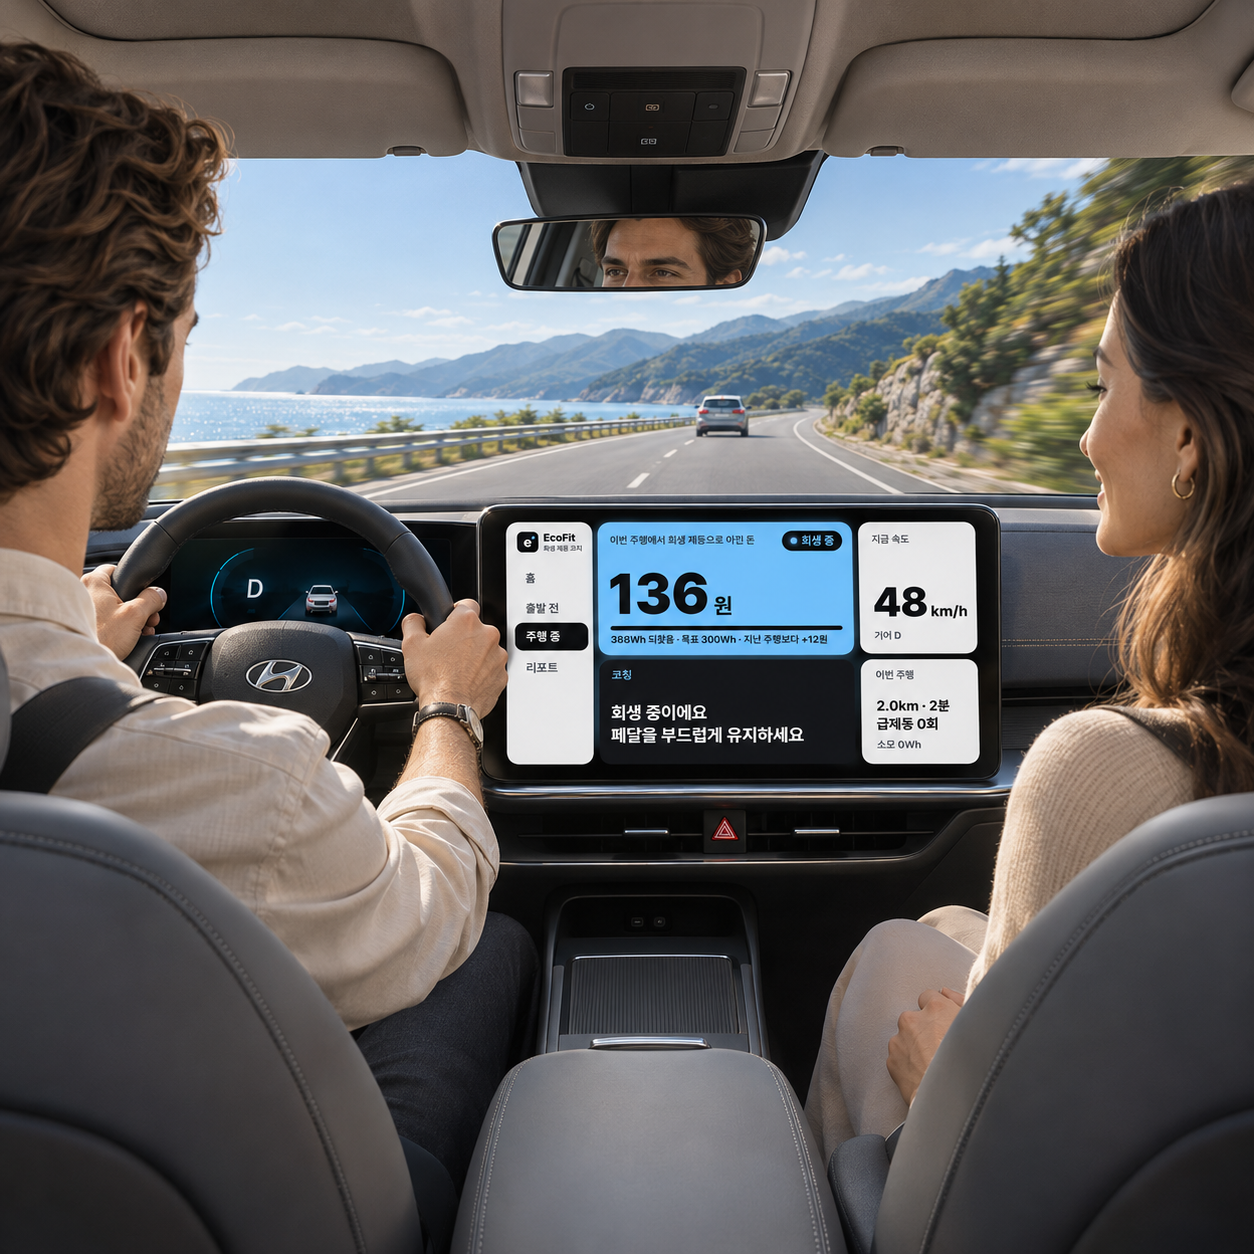 D
EcoFit
회생 제동 코치
홈
출발 전
주행 중
리포트
이번 주행에서 회생 제동으로 아낀 돈
회생 중
136원
388Wh 되찾음 · 목표 300Wh · 지난 주행보다 +12원
코칭
회생 중이에요
페달을 부드럽게 유지하세요
지금 속도
48 km/h
기어 D
이번 주행
2.0km · 2분
급제동 0회
소모 0Wh